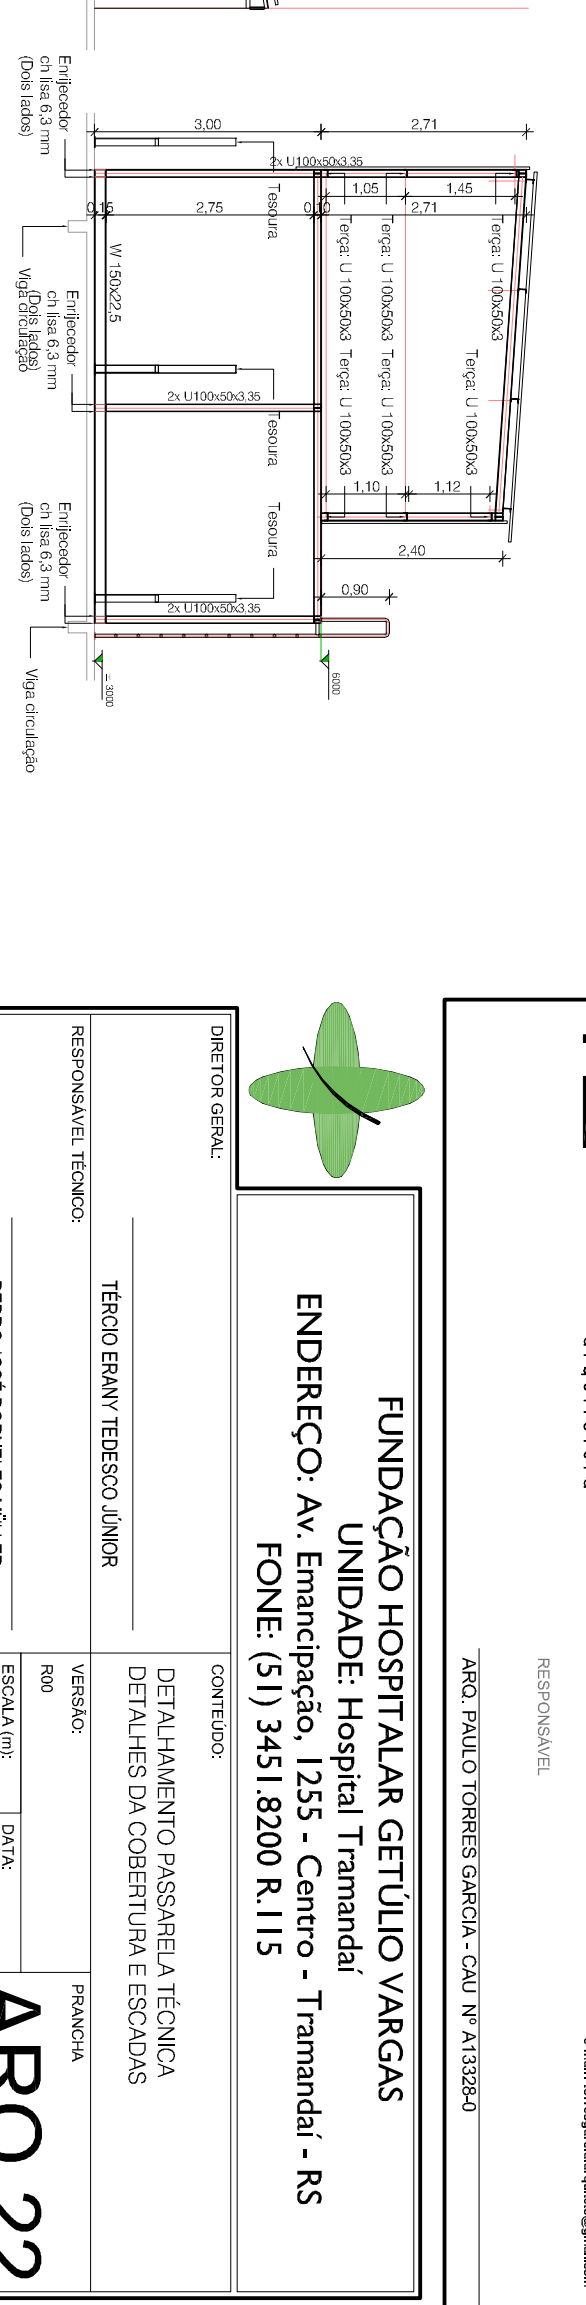 3,00
2,71
2x U100x50x3.35
1,05
1,45
0,15
2,75
0,10
2,71
Enrijecedor
ch lisa 6,3 mm
(Dois lados)
Tesoura
W 150x22,5
Terça: U 100x50x3
Terça: U 100x50x3
Terça: U 100x50x3
Viga circulação
Enrijecedor
ch lisa 6,3 mm
(Dois lados)
2x U100x50x3,35
Tesoura
Terça: U 100x50x3
Terça: U 100x50x3
Terça: U 100x50x3
1,10
1,12
Enrijecedor
ch lisa 6,3 mm
(Dois lados)
Tesoura
2,40
0,90
2x U100x50x3,35
= 3000
6000
Viga circulação
RESPONSÁVEL
ARQ. PAULO TORRES GARCIA - CAU Nº A13328-0
FUNDAÇÃO HOSPITALAR GETÚLIO VARGAS
UNIDADE: Hospital Tramandaí
ENDEREÇO: Av. Emancipação, 1255 - Centro - Tramandaí - RS
FONE: (51) 3451.8200 R.115
DIRETOR GERAL:
TÉRCIO ERANY TEDESCO JÚNIOR
RESPONSÁVEL TÉCNICO:
CONTEÚDO:
DETALHAMENTO PASSARELA TÉCNICA
DETALHES DA COBERTURA E ESCADAS
VERSÃO:
R00
ESCALA (m):
DATA:
PRANCHA
ARQ 22